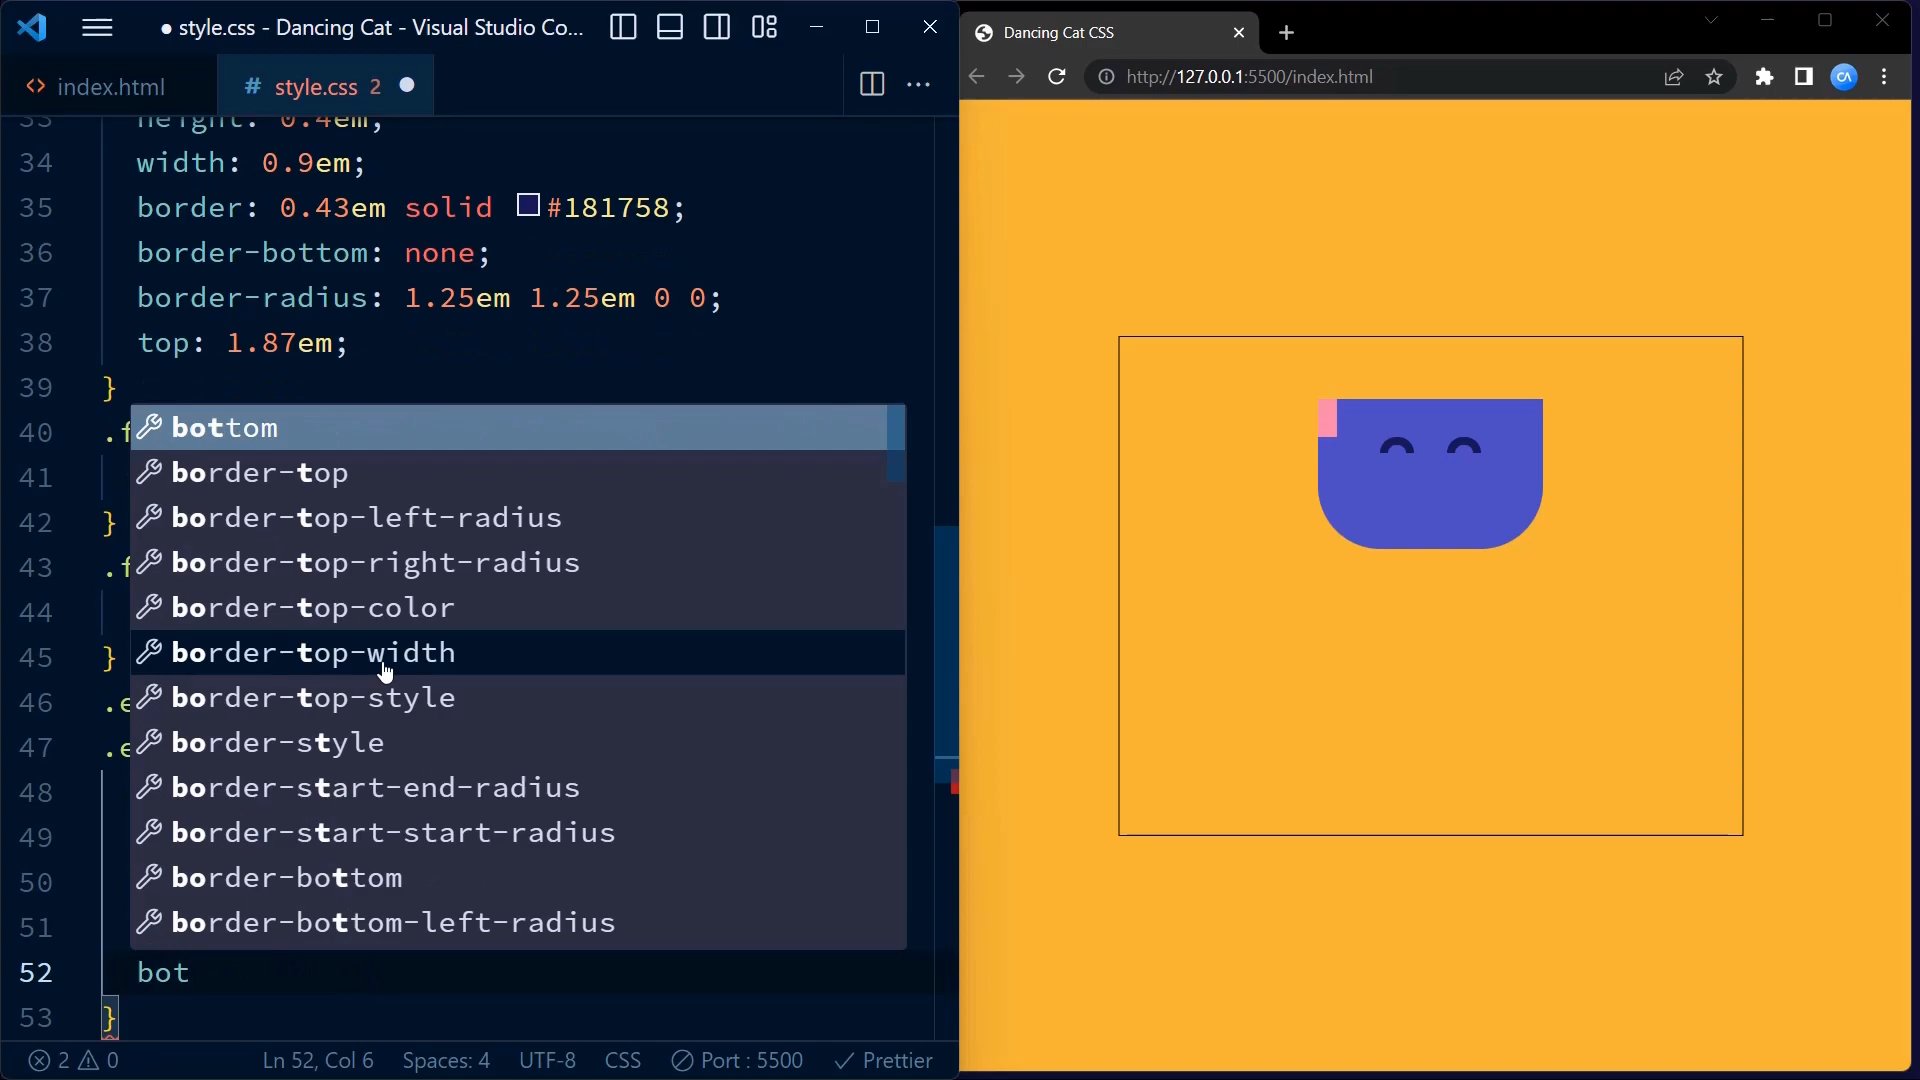 ● style.css - Dancing Cat - Visual Studio Co...
index.html
# style.css 2 ●
33 height: 0.4em;
34 width: 0.9em;
35 border: 0.43em solid #181758;
36 border-bottom: none;
37 border-radius: 1.25em 1.25em 0 0;
38 top: 1.87em;
39 }
40 .f
41
42 }
43 .f
44
45 }
46 .e
47 .e
48
49
50
51
52 bot
53 }
bottom
border-top
border-top-left-radius
border-top-right-radius
border-top-color
border-top-width
border-top-style
border-style
border-start-end-radius
border-start-start-radius
border-bottom
border-bottom-left-radius
2 0 Ln 52, Col 6 Spaces: 4 UTF-8 CSS Port : 5500 Prettier
Dancing Cat CSS
http://127.0.0.1:5500/index.html
CA